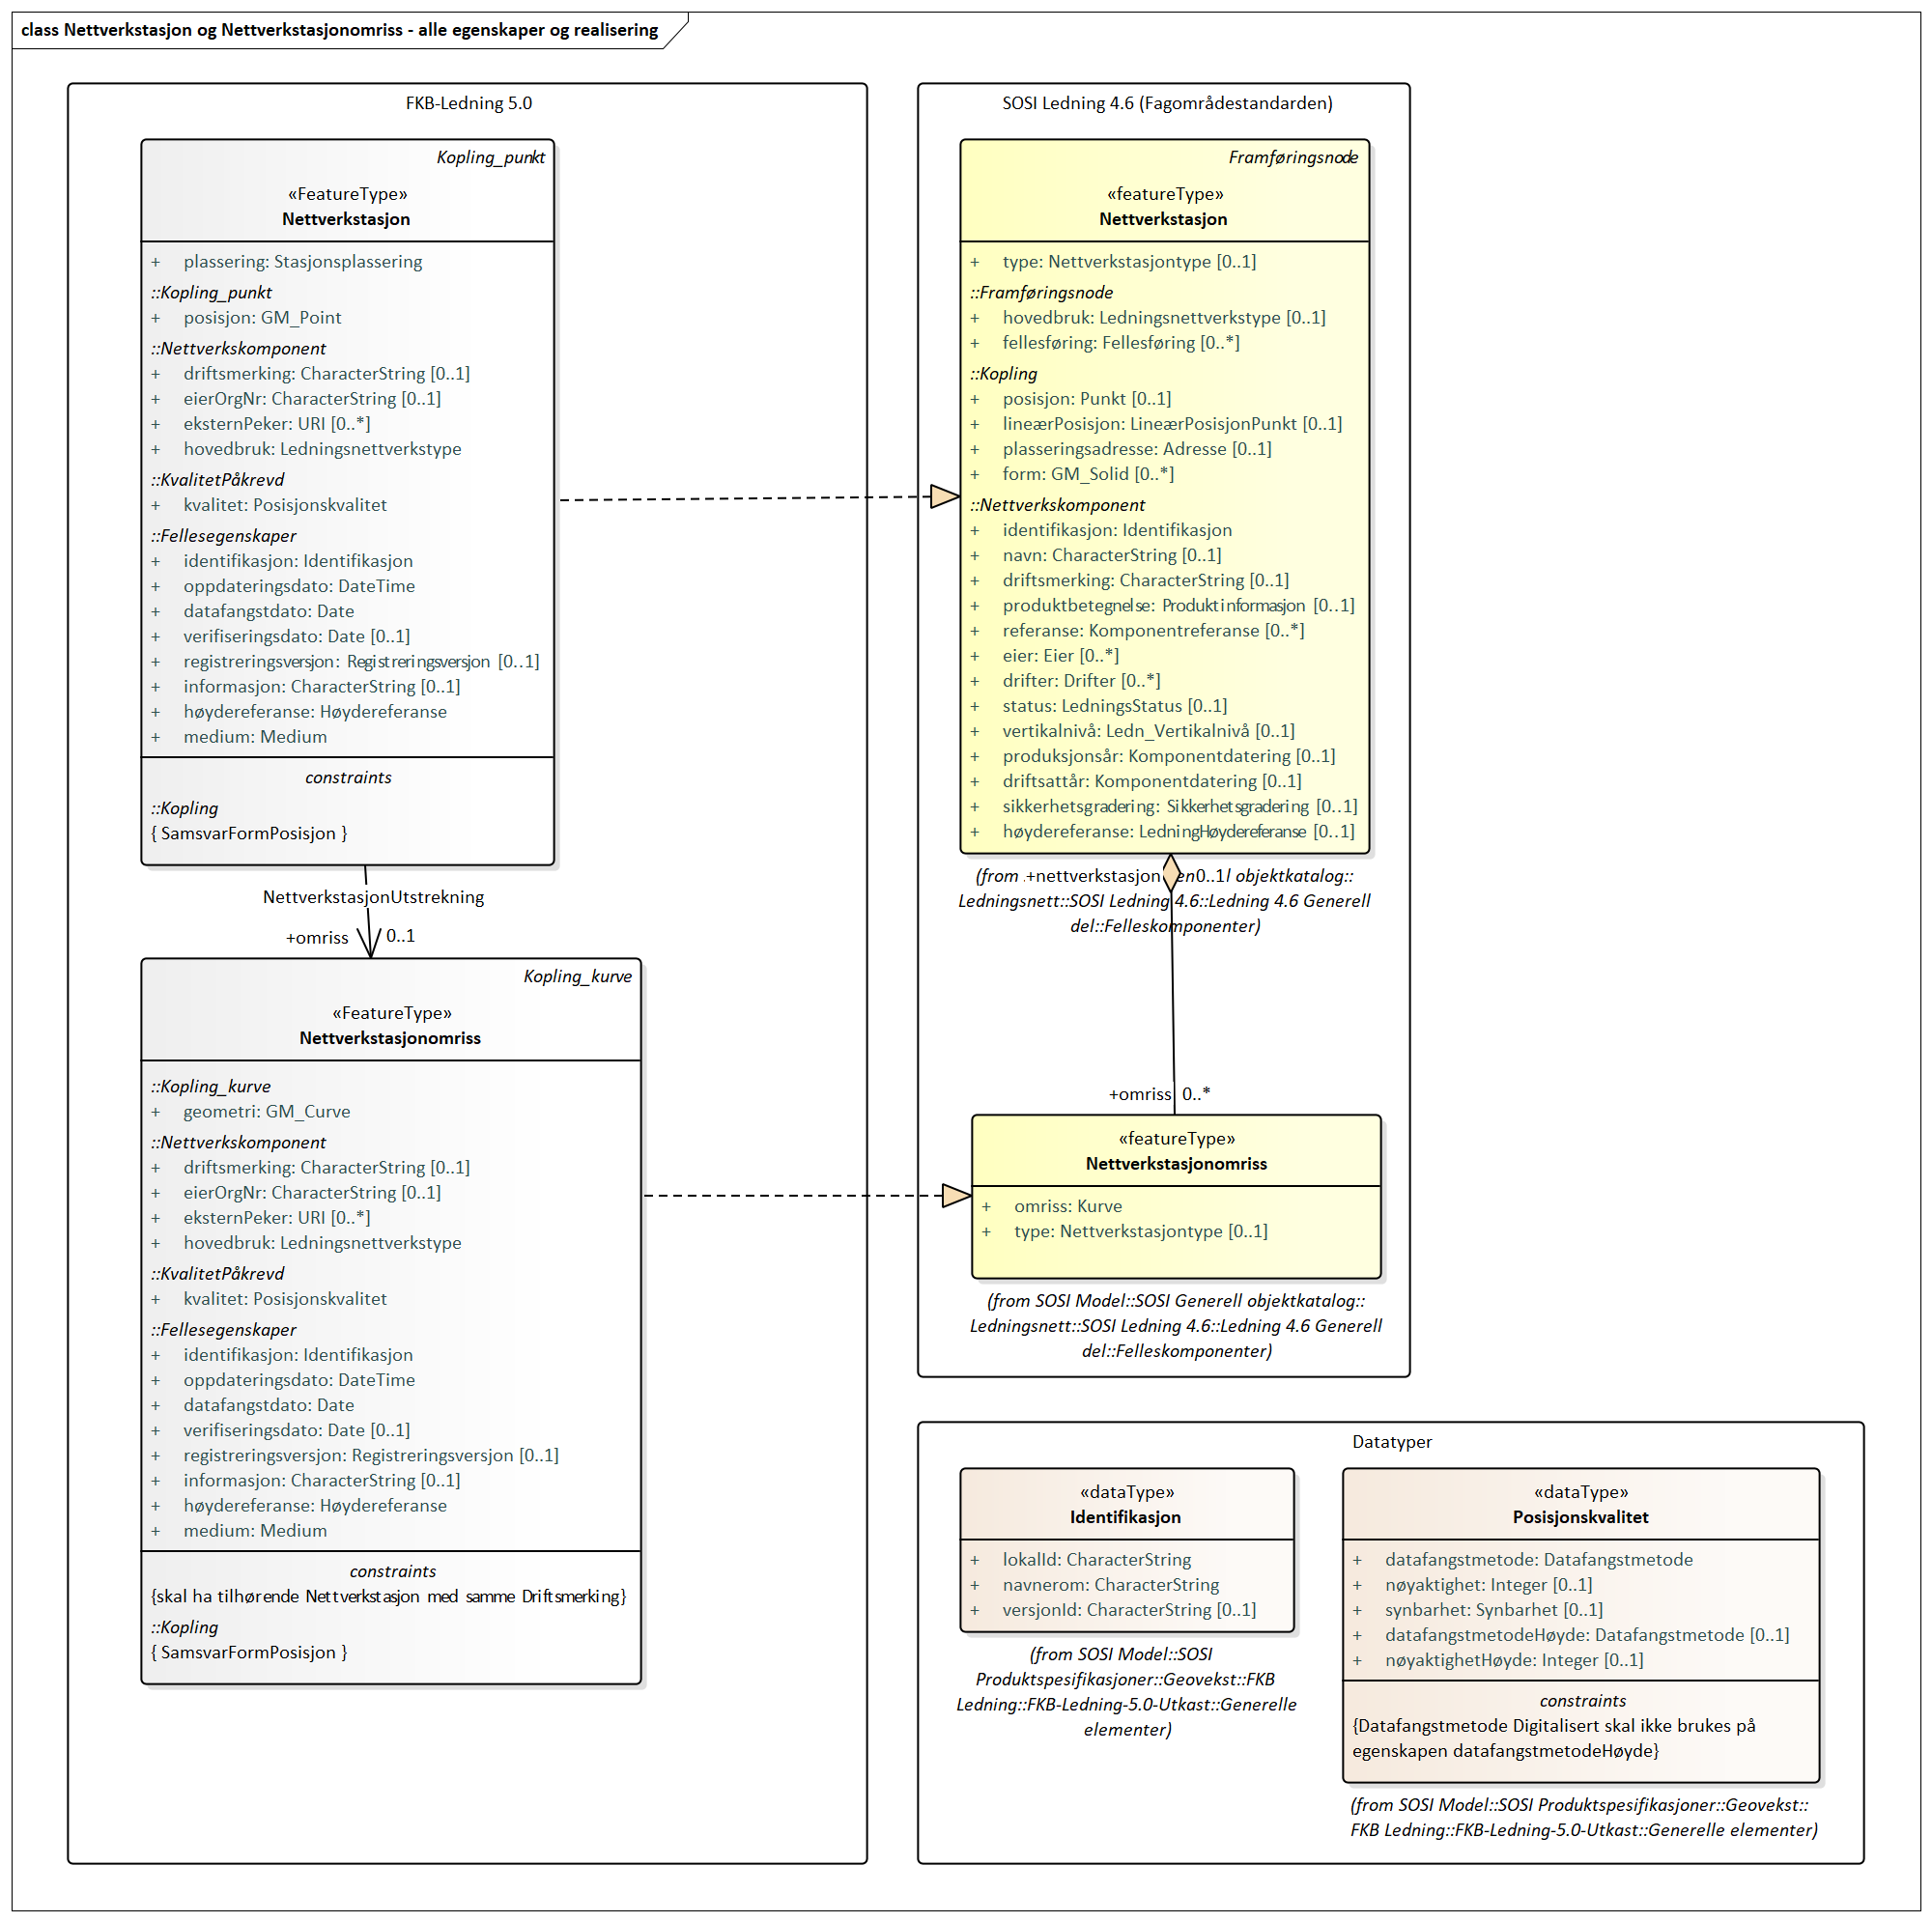 class Nettverkstasjon og Nettverkstasjonomriss - alle egenskaper og realisering
FKB-Ledning 5.0
Kopling_punkt
«FeatureType»
Nettverkstasjon
+ plassering: Stasjonsplassering
::Kopling_punkt
+ posisjon: GM_Point
::Nettverkskomponent
+ driftsmerking: CharacterString [0..1]
+ eierOrgNr: CharacterString [0..1]
+ eksternPeker: URI [0..*]
+ hovedbruk: Ledningsnettverkstype
::KvalitetPåkrevd
+ kvalitet: Posisjonskvalitet
::Fellesegenskaper
+ identifikasjon: Identifikasjon
+ oppdateringsdato: DateTime
+ datafangstdato: Date
+ verifiseringsdato: Date [0..1]
+ registreringsversjon: Registreringsversjon [0..1]
+ informasjon: CharacterString [0..1]
+ høydereferanse: Høydereferanse
+ medium: Medium
constraints
::Kopling
{ SamsvarFormPosisjon }
NettverkstasjonUtstrekning
+omriss 0..1
Kopling_kurve
«FeatureType»
Nettverkstasjonomriss
::Kopling_kurve
+ geometri: GM_Curve
::Nettverkskomponent
+ driftsmerking: CharacterString [0..1]
+ eierOrgNr: CharacterString [0..1]
+ eksternPeker: URI [0..*]
+ hovedbruk: Ledningsnettverkstype
::KvalitetPåkrevd
+ kvalitet: Posisjonskvalitet
::Fellesegenskaper
+ identifikasjon: Identifikasjon
+ oppdateringsdato: DateTime
+ datafangstdato: Date
+ verifiseringsdato: Date [0..1]
+ registreringsversjon: Registreringsversjon [0..1]
+ informasjon: CharacterString [0..1]
+ høydereferanse: Høydereferanse
+ medium: Medium
constraints
{skal ha tilhørende Nettverkstasjon med samme Driftsmerking}
::Kopling
{ SamsvarFormPosisjon }
SOSI Ledning 4.6 (Fagområdestandarden)
Framføringsnode
«featureType»
Nettverkstasjon
+ type: Nettverkstasjontype [0..1]
::Framføringsnode
+ hovedbruk: Ledningsnettverkstype [0..1]
+ fellesføring: Fellesføring [0..*]
::Kopling
+ posisjon: Punkt [0..1]
+ lineærPosisjon: LineærPosisjonPunkt [0..1]
+ plasseringsadresse: Adresse [0..1]
+ form: GM_Solid [0..*]
::Nettverkskomponent
+ identifikasjon: Identifikasjon
+ navn: CharacterString [0..1]
+ driftsmerking: CharacterString [0..1]
+ produktbetegnelse: Produktinformasjon [0..1]
+ referanse: Komponentreferanse [0..*]
+ eier: Eier [0..*]
+ drifter: Drifter [0..*]
+ status: LedningsStatus [0..1]
+ vertikalnivå: Ledn_Vertikalnivå [0..1]
+ produksjonsår: Komponentdatering [0..1]
+ driftsattår: Komponentdatering [0..1]
+ sikkerhetsgradering: Sikkerhetsgradering [0..1]
+ høydereferanse: LedningHøydereferanse [0..1]
(from +nettverkstasjon 0..1 objektkatalog::
Ledningsnett::SOSI Ledning 4.6::Ledning 4.6 Generell
del::Felleskomponenter)
+omriss 0..*
«featureType»
Nettverkstasjonomriss
+ omriss: Kurve
+ type: Nettverkstasjontype [0..1]
(from SOSI Model::SOSI Generell objektkatalog::
Ledningsnett::SOSI Ledning 4.6::Ledning 4.6 Generell
del::Felleskomponenter)
Datatyper
«dataType»
Identifikasjon
+ lokalId: CharacterString
+ navnerom: CharacterString
+ versjonId: CharacterString [0..1]
(from SOSI Model::SOSI
Produktspesifikasjoner::Geovekst::FKB
Ledning::FKB-Ledning-5.0-Utkast::Generelle
elementer)
«dataType»
Posisjonskvalitet
+ datafangstmetode: Datafangstmetode
+ nøyaktighet: Integer [0..1]
+ synbarhet: Synbarhet [0..1]
+ datafangstmetodeHøyde: Datafangstmetode [0..1]
+ nøyaktighetHøyde: Integer [0..1]
constraints
{Datafangstmetode Digitalisert skal ikke brukes på
egenskapen datafangstmetodeHøyde}
(from SOSI Model::SOSI Produktspesifikasjoner::Geovekst::
FKB Ledning::FKB-Ledning-5.0-Utkast::Generelle elementer)